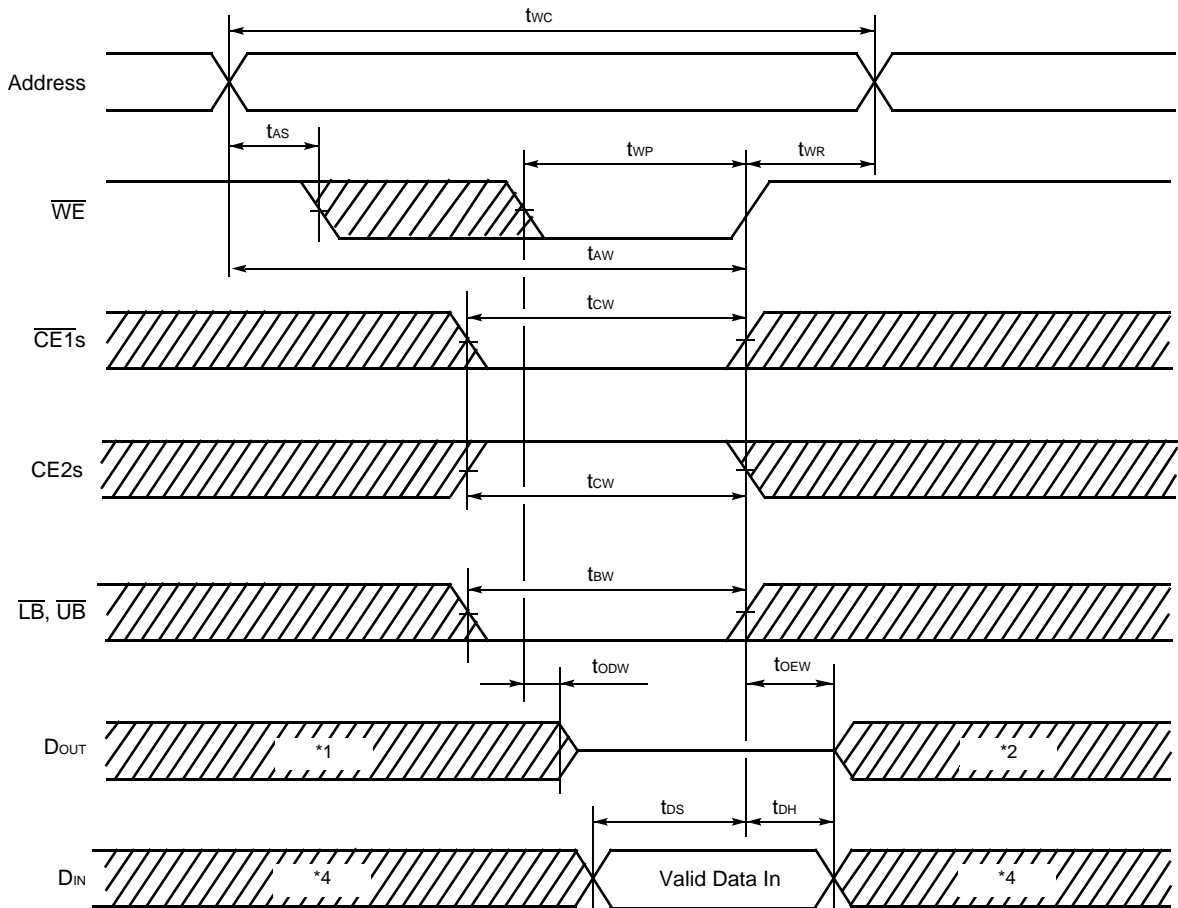 tWC
Address
tAS
tWP
tWR
WE
tAW
tCW
CE1s
CE2s
tCW
tBW
LB, UB
tODW
tOEW
DOUT
*1
*2
tDS
tDH
DIN
*4
Valid Data In
*4